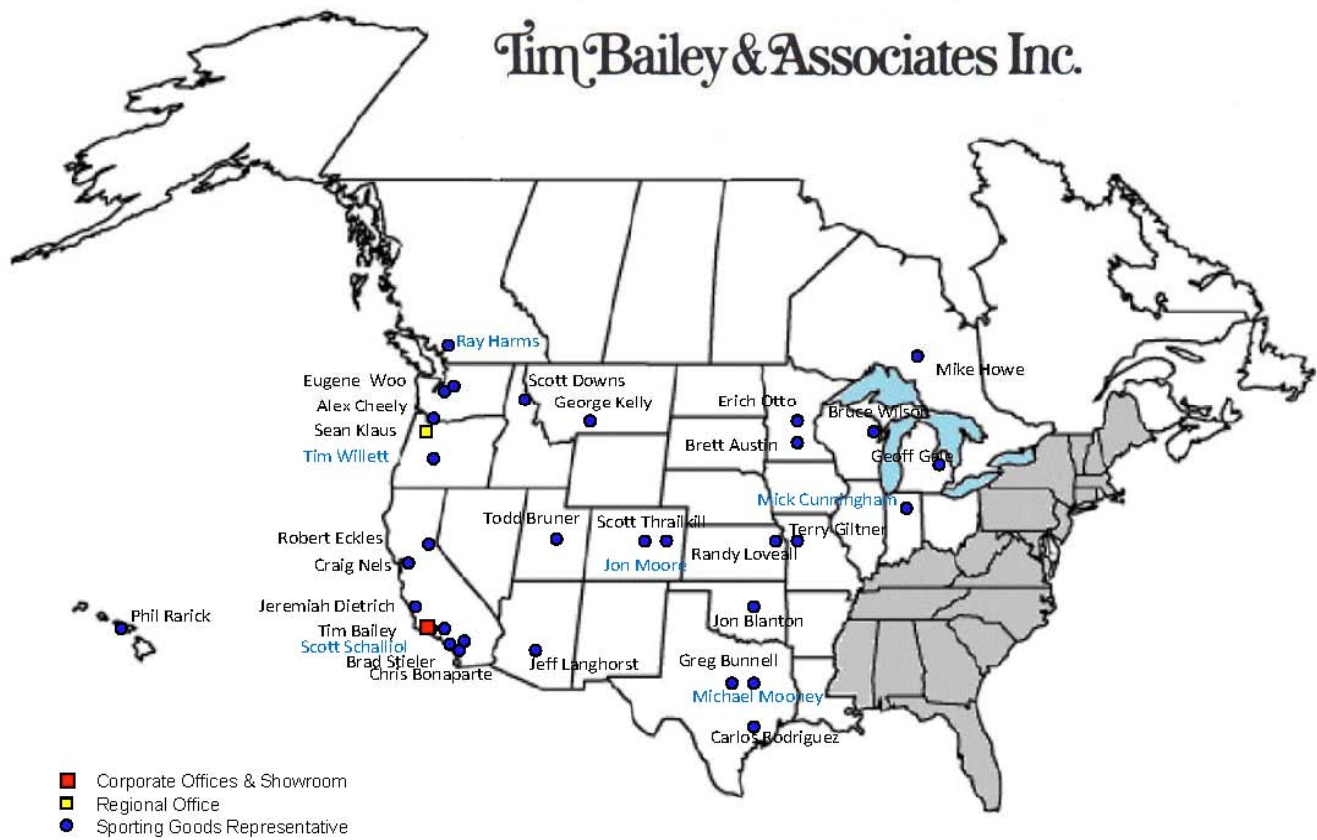 Tim Bailey & Associates Inc.
Ray Harms
Mike Howe
Eugene Woo
Scott Downs
Alex Cheely
George Kelly
Erich Otto
Bruce Wilson
Sean Klaus
Brett Austin
Tim Willett
Geoff Gale
Mick Cunningham
Todd Bruner
Scott Thrailkill
Terry Giltner
Robert Eckles
Randy Loveall
Craig Nels
Jon Moore
Jeremiah Dietrich
Phil Rarick
Jon Blanton
Tim Bailey
Scott Schalliol
Brad Stieler
Jeff Langhorst
Greg Bunnell
Chris Bonaparte
Michael Mooney
Carlos Rodriguez
Corporate Offices & Showroom
Regional Office
Sporting Goods Representative